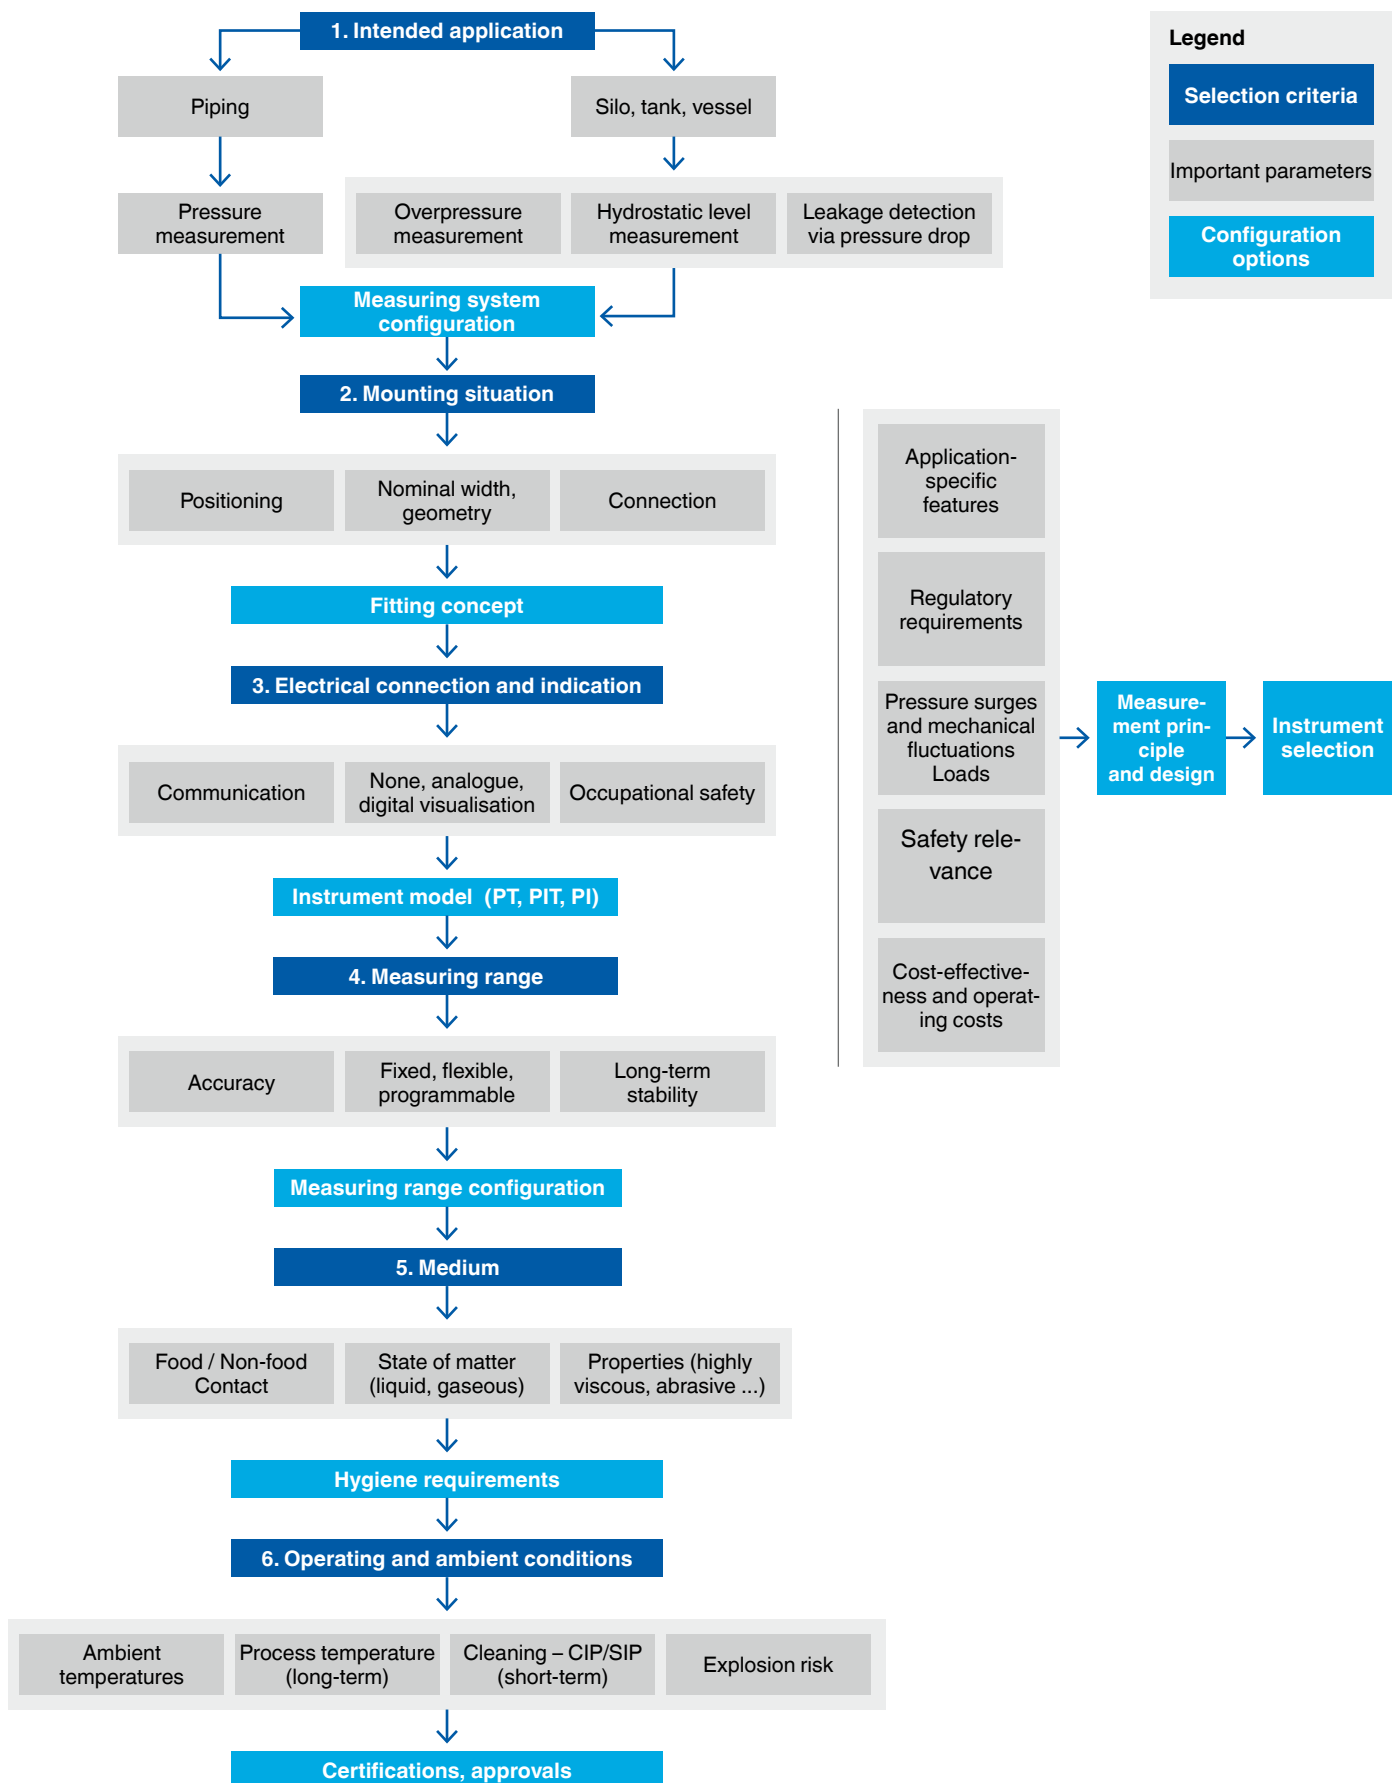 1. Intended application
Piping
Silo, tank, vessel
Pressure
measurement
Overpressure
measurement
Hydrostatic level
measurement
Leakage detection
via pressure drop
Measuring system
configuration
2. Mounting situation
Positioning
Nominal width,
geometry
Connection
Fitting concept
3. Electrical connection and indication
Communication
None, analogue,
digital visualisation
Occupational safety
Instrument model (PT, PIT, PI)
4. Measuring range
Accuracy
Fixed, flexible,
programmable
Long-term
stability
Measuring range configuration
5. Medium
Food / Non-food
Contact
State of matter
(liquid, gaseous)
Properties (highly
viscous, abrasive ...)
Hygiene requirements
6. Operating and ambient conditions
Ambient
temperatures
Process temperature
(long-term)
Cleaning – CIP/SIP
(short-term)
Explosion risk
Certifications, approvals
Legend
Selection criteria
Important parameters
Configuration
options
Application-
specific
features
Regulatory
requirements
Pressure surges
and mechanical
fluctuations
Loads
Safety rele-
vance
Cost-effective-
ness and operat-
ing costs
Measure-
ment prin-
ciple
and design
Instrument
selection